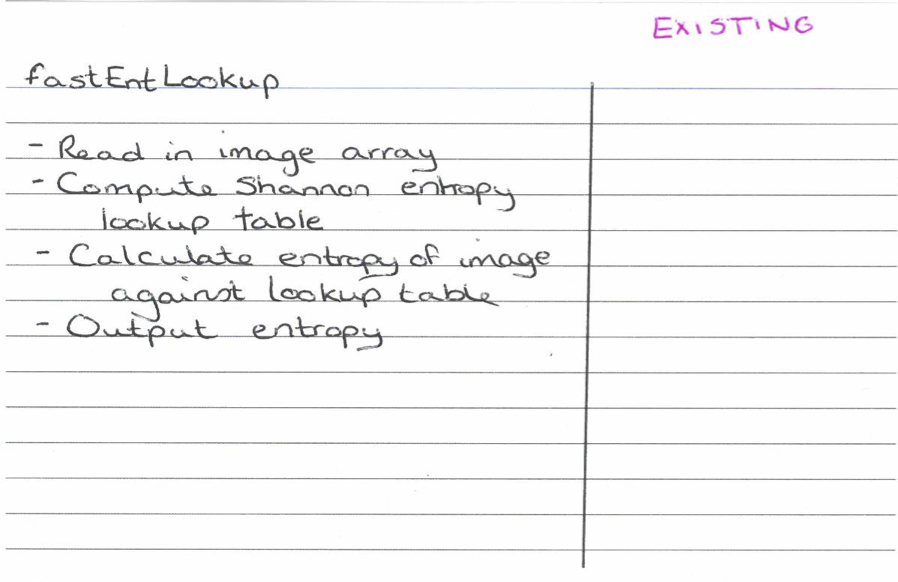 EXISTING
fastEntLookup
- Read in image array
- Compute Shannon entropy
lookup table
- Calculate entropy of image
against lookup table
- Output entropy